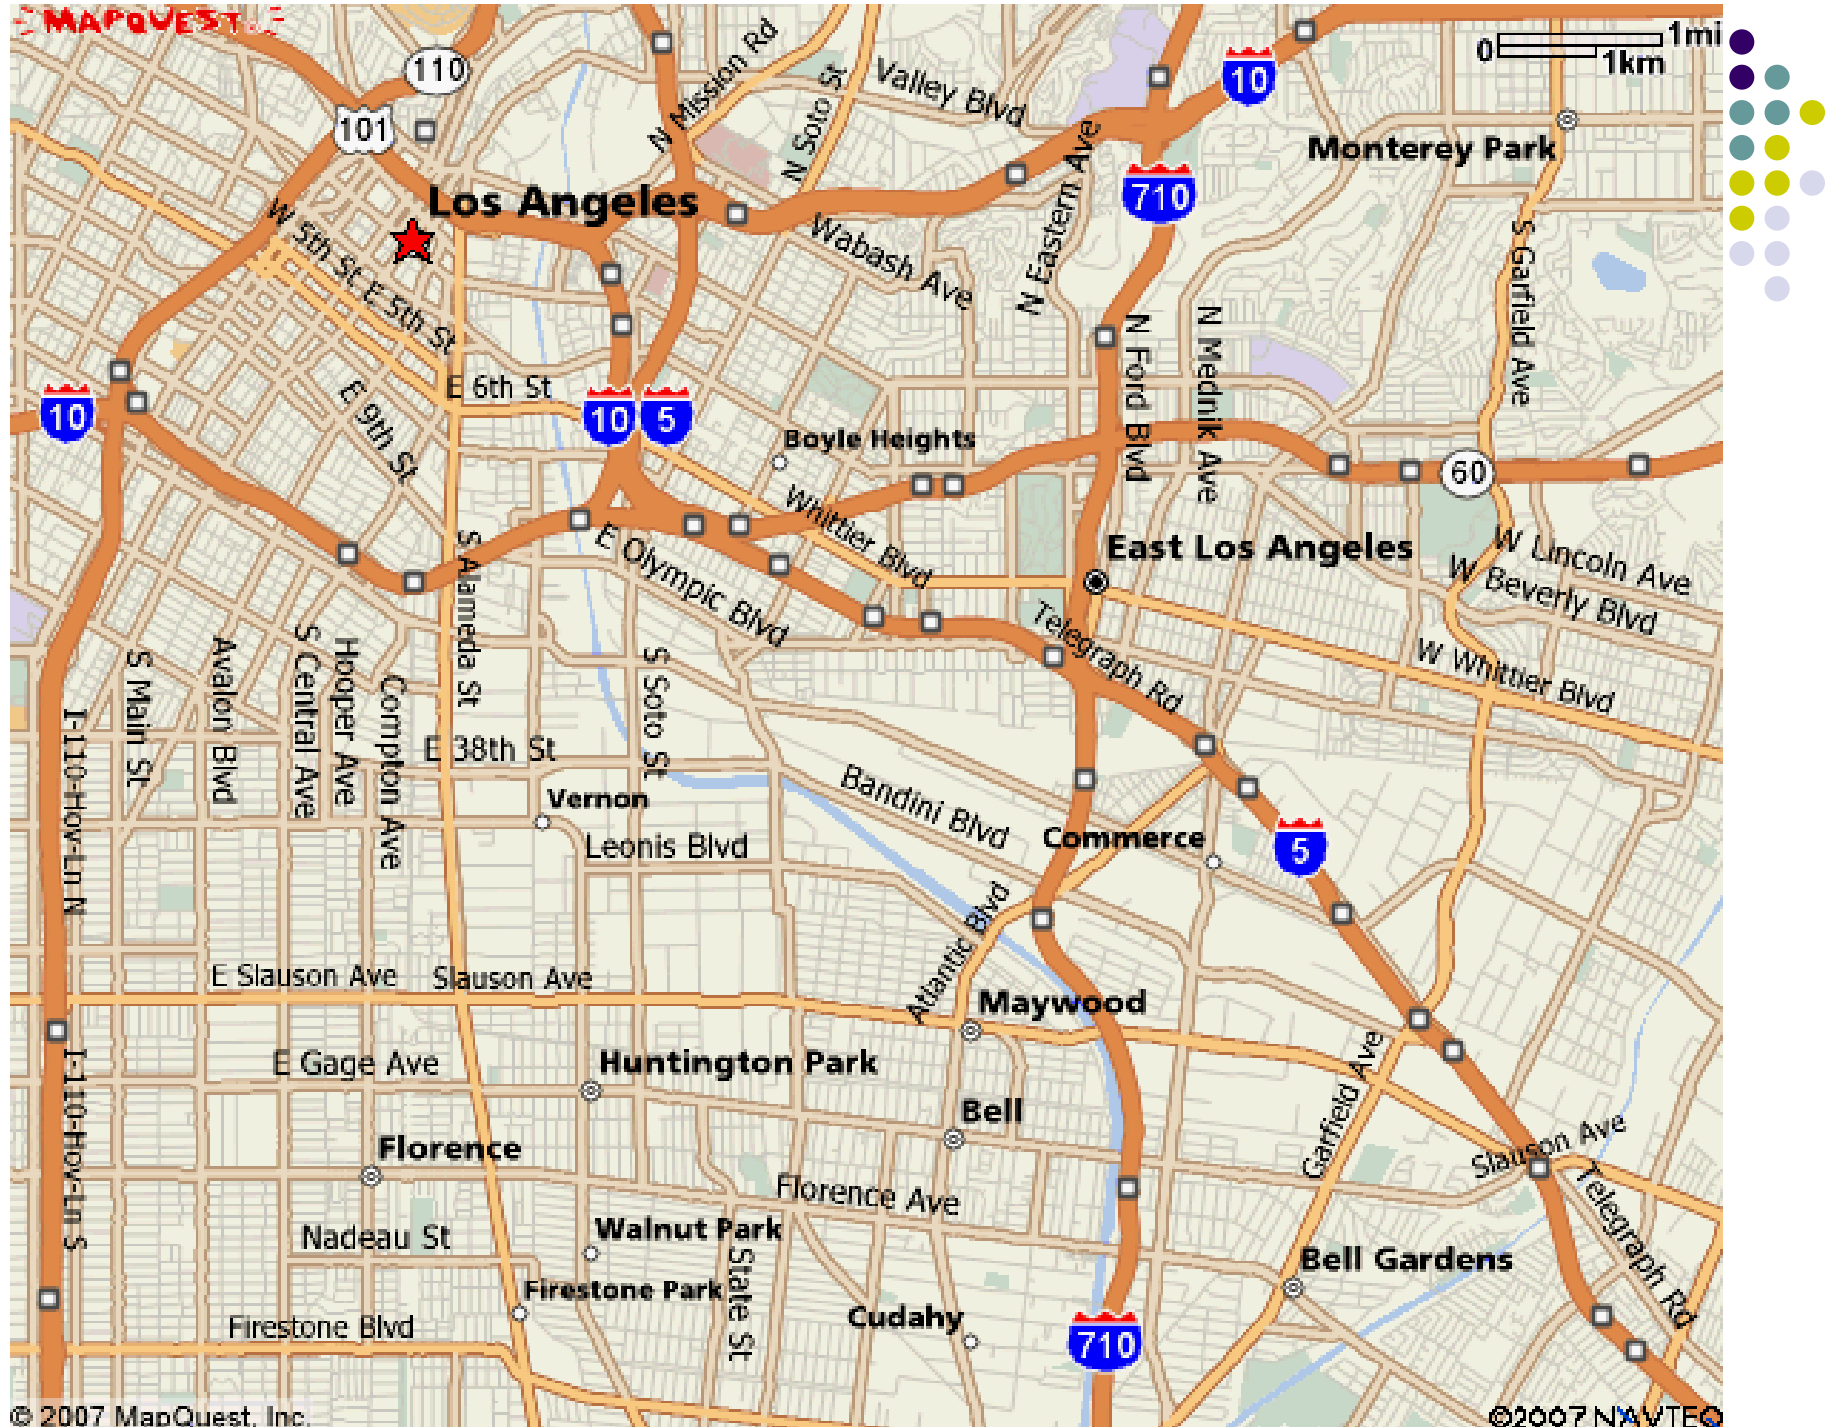 MAPQUEST
110
101
10
0 1mi
1km
N Mission Rd
N Soto St
Valley Blvd
N Eastern Ave
Monterey Park
710
Los Angeles
W 5th St
E 5th St
Wabash Ave
S Garfield Ave
N Ford Blvd
N Mednik Ave
10
E 6th St
10
5
E 9th St
Boyle Heights
60
Whittier Blvd
E Olympic Blvd
East Los Angeles
W Lincoln Ave
W Beverly Blvd
S Alameda St
Telegraph Rd
W Whittier Blvd
S Main St
Avalon Blvd
S Central Ave
Hooper Ave
Compton Ave
S Soto St
I-110-Hov-Ln N
E 38th St
Vernon
Leonis Blvd
Bandini Blvd
Commerce
5
Atlantic Blvd
E Slauson Ave
Slauson Ave
Maywood
E Gage Ave
Huntington Park
Garfield Ave
I-110-Hov-Ln S
Bell
Florence
Slauson Ave
Florence Ave
Telegraph Rd
Nadeau St
Walnut Park
State St
Bell Gardens
Firestone Park
Cudahy
Firestone Blvd
710
© 2007 MapQuest, Inc.
©2007 NAVTEQ